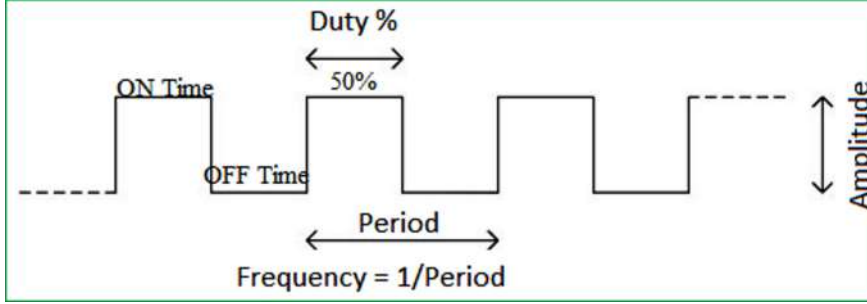 Duty %
50%
ON Time
OFF Time
Amplitude
Period
Frequency = 1/Period